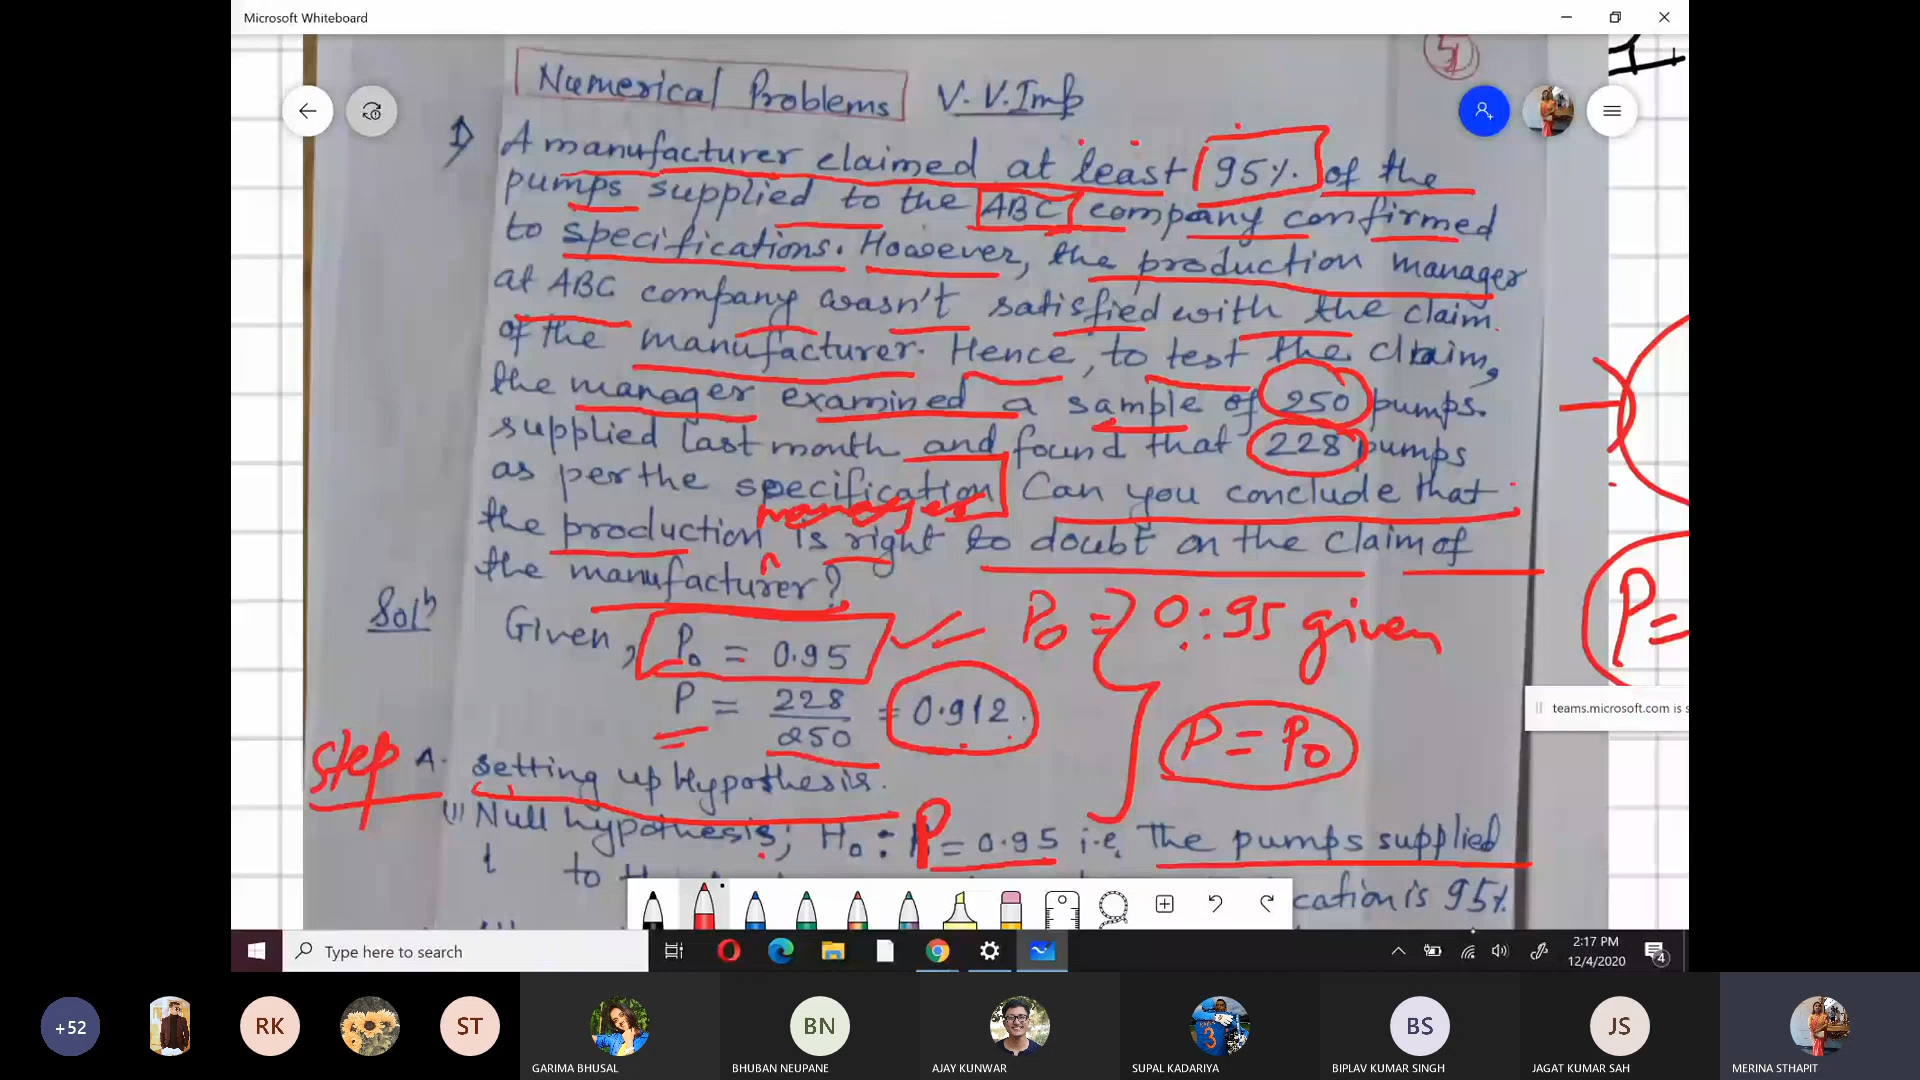 Microsoft Whiteboard
51
Numerical Problems V.V.Imp
1) A manufacturer claimed at least 95% of the
pumps supplied to the ABC company confirmed
to specifications. However, the production manager
at ABC company wasn't satisfied with the claim.
of the manufacturer. Hence, to test the claim,
the manager examined a sample of 250 pumps.
supplied last month and found that 228 pumps
as per the specification Can you conclude that
manager
the production ^ is right to doubt on the claim of
the manufacturer?
Solⁿ
Given, P₀ = 0.95
P₀ = 0.95 given
P = 228/250 = 0.912.
P = P₀
P =
teams.microsoft.com is s
Step A. Setting up Hypothesis.
(i) Null hypothesis; H₀ : P = 0.95 i.e. The pumps supplied
to
cation is 95%
Type here to search
2:17 PM
12/4/2020
4
+52
RK
ST
BN
BS
JS
3
GARIMA BHUSAL
BHUBAN NEUPANE
AJAY KUNWAR
SUPAL KADARIYA
BIPLAV KUMAR SINGH
JAGAT KUMAR SAH
MERINA STHAPIT